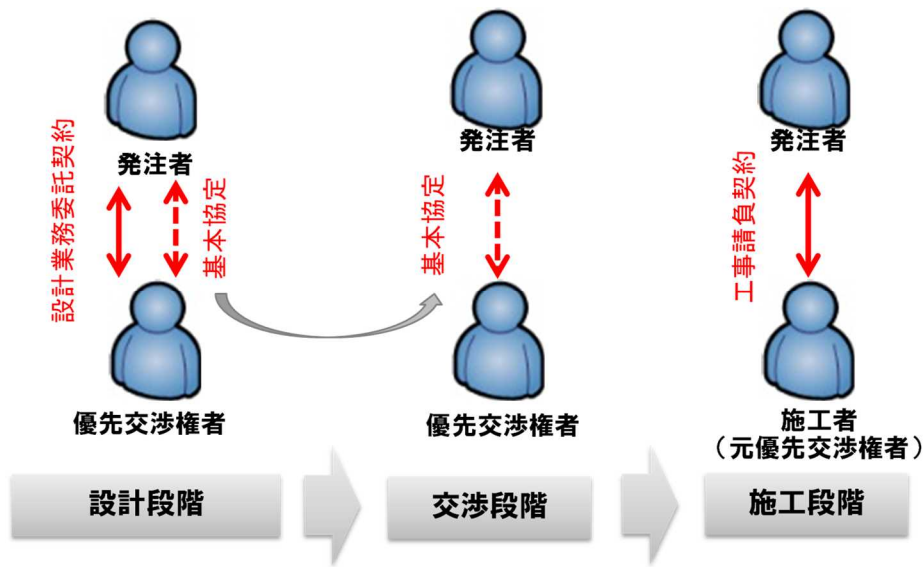 発注者
設計業務委託契約
基本協定
優先交渉権者
設計段階
発注者
基本協定
優先交渉権者
交渉段階
発注者
工事請負契約
施工者
（元優先交渉権者）
施工段階